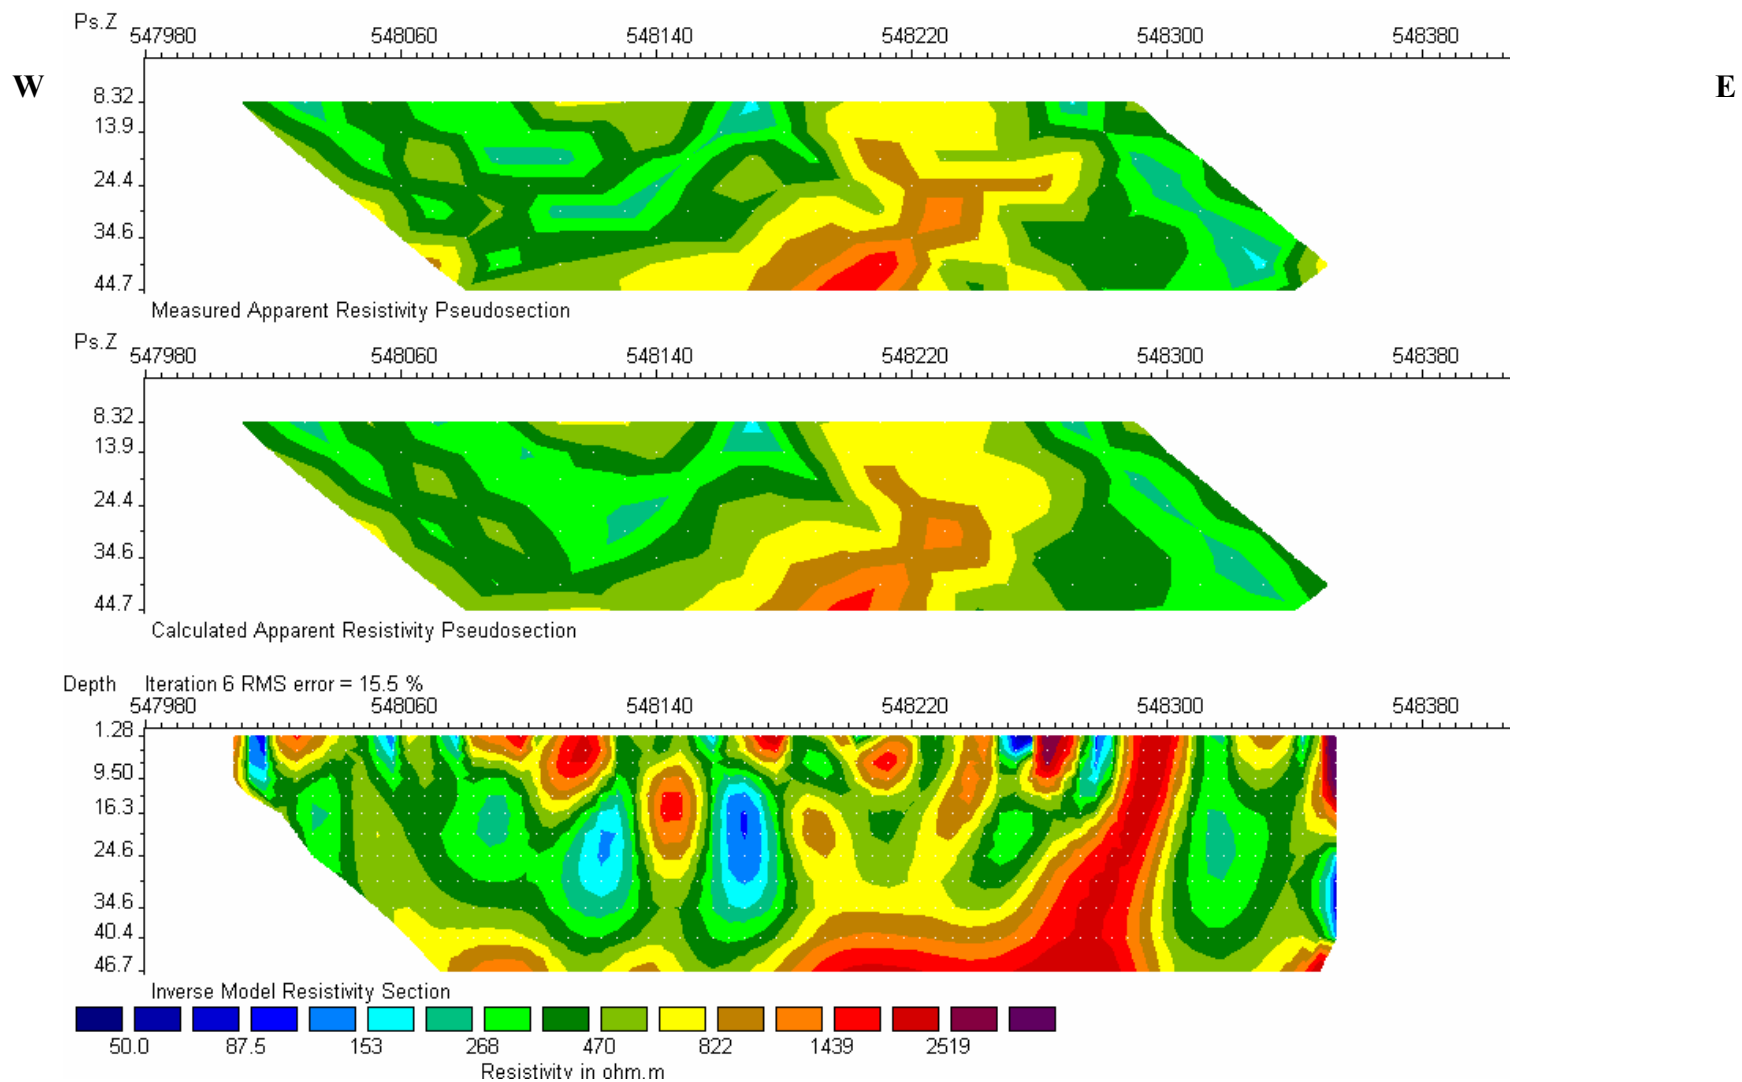 Ps.Z
547980 548060 548140 548220 548300 548380
W
E
8.32
13.9
24.4
34.6
44.7
Measured Apparent Resistivity Pseudosection
Ps.Z
547980 548060 548140 548220 548300 548380
8.32
13.9
24.4
34.6
44.7
Calculated Apparent Resistivity Pseudosection
Depth Iteration 6 RMS error = 15.5 %
547980 548060 548140 548220 548300 548380
1.28
9.50
16.3
24.6
34.6
40.4
46.7
Inverse Model Resistivity Section
50.0 87.5 153 268 470 822 1439 2519
Resistivity in ohm.m